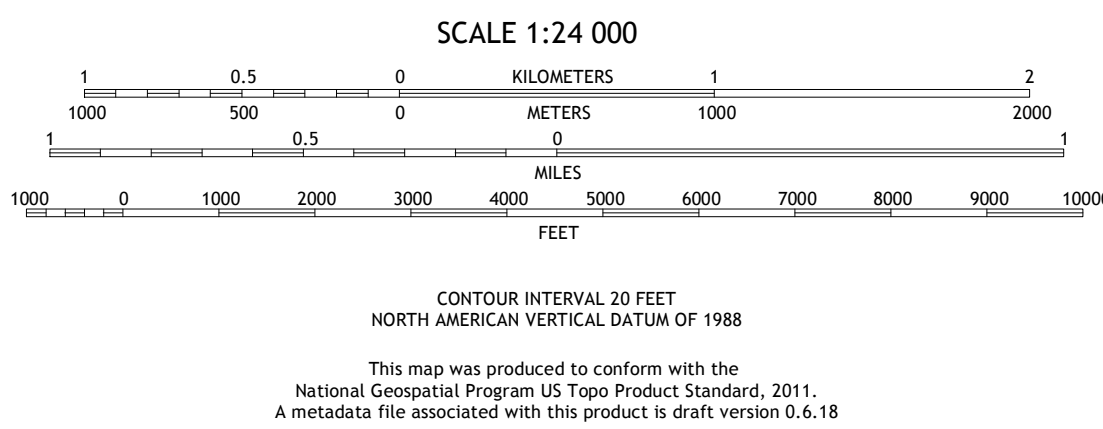 SCALE 1:24 000
1 0.5 0 KILOMETERS 1 2
1000 500 0 METERS 1000 2000
1 0.5 0 1
MILES
1000 0 1000 2000 3000 4000 5000 6000 7000 8000 9000 10000
FEET
CONTOUR INTERVAL 20 FEET
NORTH AMERICAN VERTICAL DATUM OF 1988
This map was produced to conform with the
National Geospatial Program US Topo Product Standard, 2011.
A metadata file associated with this product is draft version 0.6.18